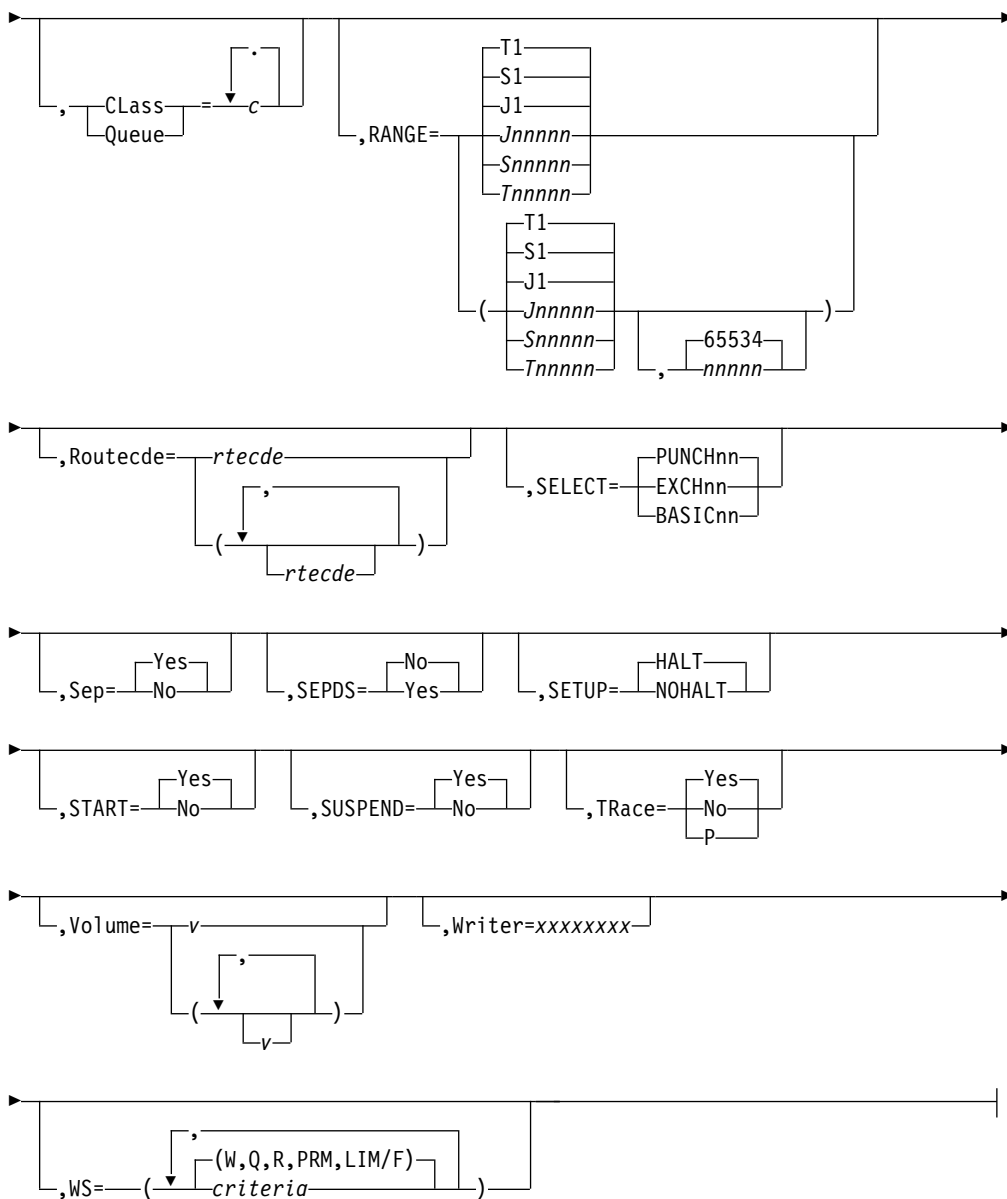 .
, CLass = c
Queue
,RANGE=
T1
S1
J1
Jnnnnn
Snnnnn
Tnnnnn
T1
S1
J1
( Jnnnnn )
Snnnnn
Tnnnnn
65534
, nnnnn
,Routecde= rtecde
,
( rtecde )
,SELECT=
PUNCHnn
EXCHnn
BASICnn
,Sep= Yes
No
,SEPDS= No
Yes
,SETUP= HALT
NOHALT
,START= Yes
No
,SUSPEND= Yes
No
,TRace= Yes
No
P
,Volume= v
,
( v )
,Writer=xxxxxxxx
,
(W,Q,R,PRM,LIM/F)
,WS= ( criteria )